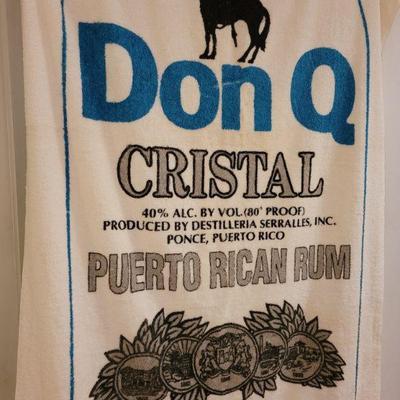 Don Q
CRISTAL
40% ALC. BY VOL.(80° PROOF)
PRODUCED BY DESTILLERIA SERRALLES, INC.
PONCE, PUERTO RICO
PUERTO RICAN RUM